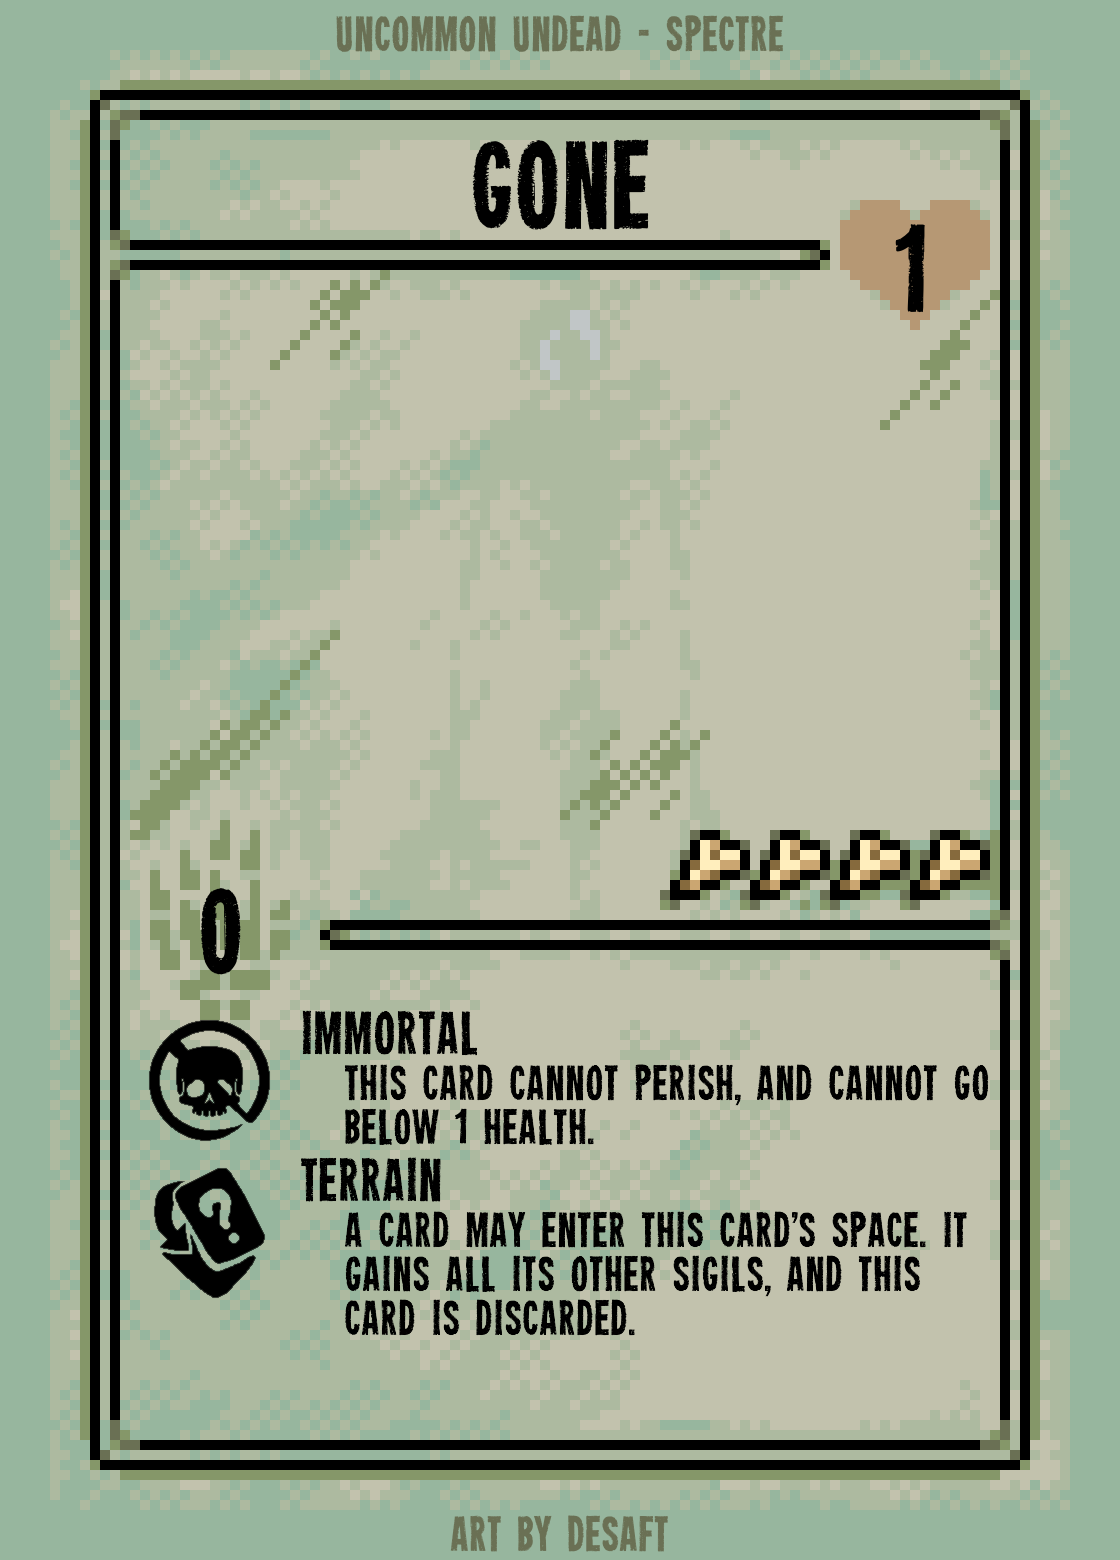 UNCOMMON UNDEAD - SPECTRE
GONE
1
0
IMMORTAL
THIS CARD CANNOT PERISH, AND CANNOT GO
BELOW 1 HEALTH.
TERRAIN
A CARD MAY ENTER THIS CARD'S SPACE. IT
GAINS ALL ITS OTHER SIGILS, AND THIS
CARD IS DISCARDED.
ART BY DESAFT